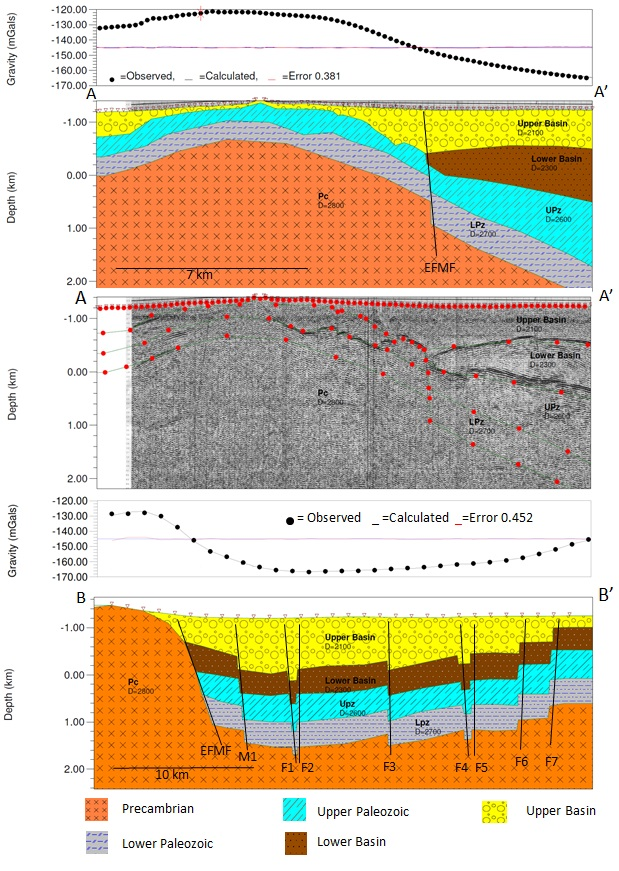 -120.00
-130.00
-140.00
-150.00
-160.00
-170.00
Gravity (mGals)
=Observed, =Calculated =Error 0.381
A A'
-1.00
0.00
1.00
2.00
Depth (km)
Upper Basin
D=2100
Lower Basin
D=2300
UPz
D=2600
LPz
D=2700
Pc
D=2800
EFMF
7 km
A A'
-1.00
0.00
1.00
2.00
Depth (km)
Upper Basin
D=2100
Lower Basin
D=2300
UPz
D=2600
LPz
D=2700
Pc
D=2800
-120.00
-130.00
-140.00
-150.00
-160.00
-170.00
Gravity (mGals)
= Observed _ =Calculated _=Error 0.452
B B'
-1.00
0.00
1.00
2.00
Depth (km)
Upper Basin
D=2100
Lower Basin
D=2300
Upz
D=2600
Lpz
D=2700
Pc
D=2800
EFMF M1 F1 F2 F3 F4 F5 F6 F7
10 km
Precambrian Upper Paleozoic Upper Basin
Lower Paleozoic Lower Basin